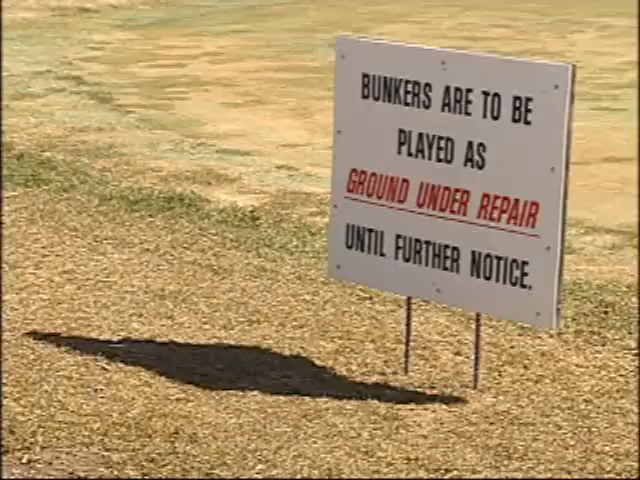 BUNKERS ARE TO BE
PLAYED AS
GROUND UNDER REPAIR
UNTIL FURTHER NOTICE.